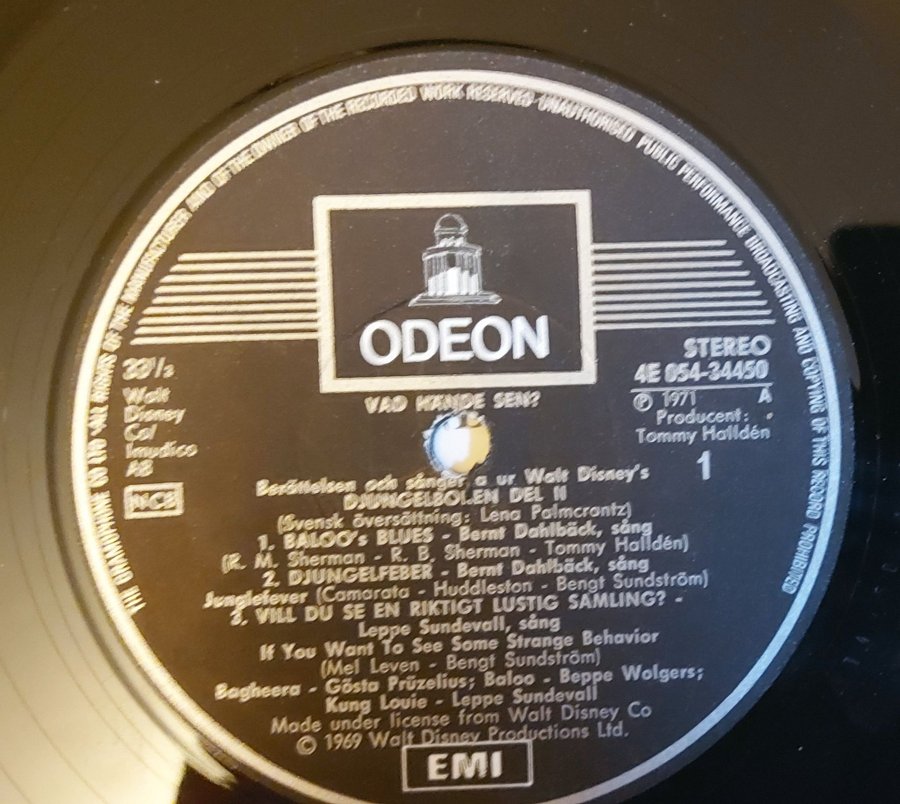 THE GRAMOPHONE CO LTD · ALL RIGHTS OF THE MANUFACTURER AND OF THE OWNER OF THE RECORDED WORK RESERVED · UNAUTHORISED PUBLIC PERFORMANCE BROADCASTING AND COPYING OF THIS RECORD PROHIBITED
ODEON
33⅓
Walt
Disney
Co/
Imudico
AB
NCB
STEREO
4E 054-34450
Ⓟ 1971 A
Producent:
Tommy Halldén
1
VAD HÄNDE SEN?
Berättelsen och sånger a ur Walt Disney's
DJUNGELBOKEN DEL II
(Svensk översättning: Lena Palmcrantz)
1. BALOO's BLUES - Bernt Dahlbäck, sång
(R. M. Sherman - R. B. Sherman - Tommy Halldén)
2. DJUNGELFEBER - Bernt Dahlbäck, sång
Junglefever (Camarata - Huddleston - Bengt Sundström)
3. VILL DU SE EN RIKTIGT LUSTIG SAMLING? -
Leppe Sundevall, sång
If You Want To See Some Strange Behavior
(Mel Leven - Bengt Sundström)
Bagheera - Gösta Prüzelius; Baloo - Beppe Wolgers;
Kung Louie - Leppe Sundevall
Made under license from Walt Disney Co
© 1969 Walt Disney Productions Ltd.
EMI